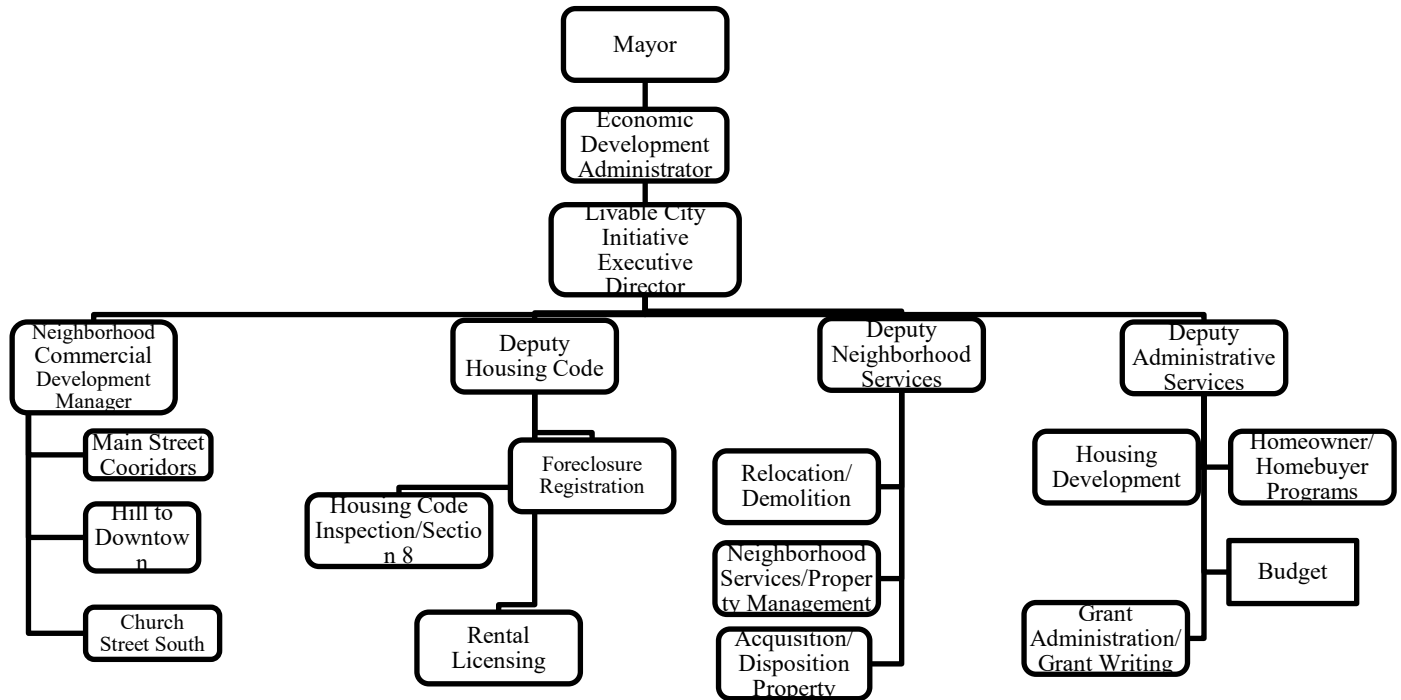 Mayor
Economic
Development
Administrator
Livable City
Initiative
Executive
Director
Neighborhood
Commercial
Development
Manager
Main Street
Cooridors
Hill to
Downtow
n
Church
Street South
Deputy
Housing Code
Foreclosure
Registration
Housing Code
Inspection/Sectio
n 8
Rental
Licensing
Deputy
Neighborhood
Services
Relocation/
Demolition
Neighborhood
Services/Proper
ty Management
Acquisition/
Disposition
Property
Deputy
Administrative
Services
Housing
Development
Homeowner/
Homebuyer
Programs
Budget
Grant
Administration/
Grant Writing